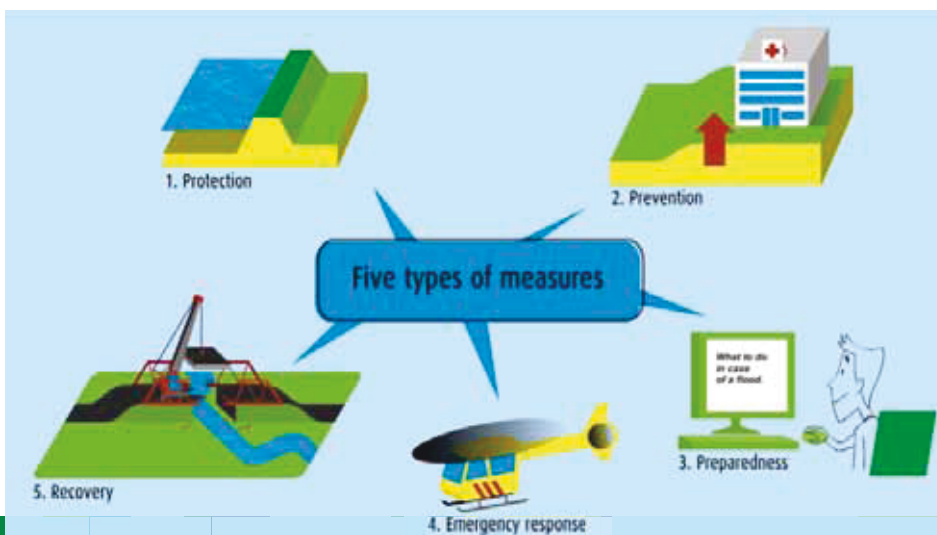 1. Protection
2. Prevention
Five types of measures
What to do
in case
of a flood.
3. Preparedness
5. Recovery
4. Emergency response